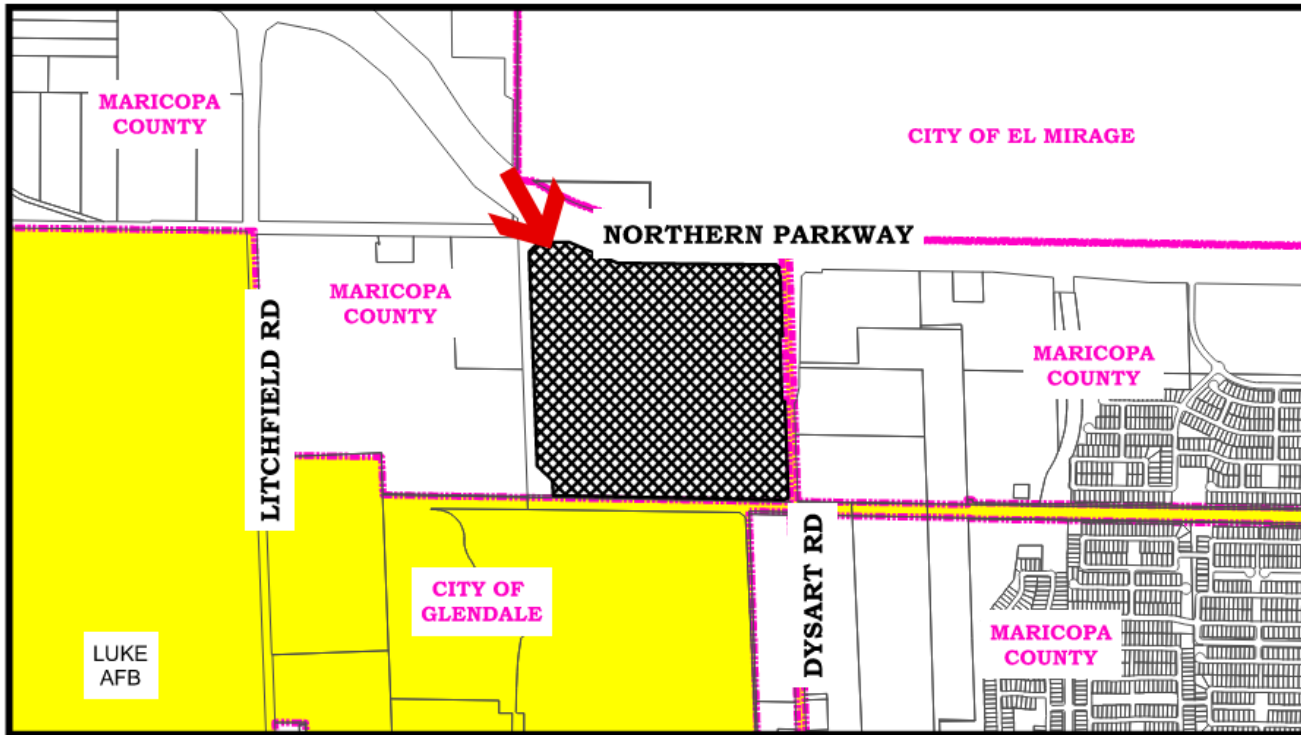 MARICOPA
COUNTY
CITY OF EL MIRAGE
NORTHERN PARKWAY
MARICOPA
COUNTY
LITCHFIELD RD
MARICOPA
COUNTY
CITY OF
GLENDALE
DYSART RD
MARICOPA
COUNTY
LUKE
AFB